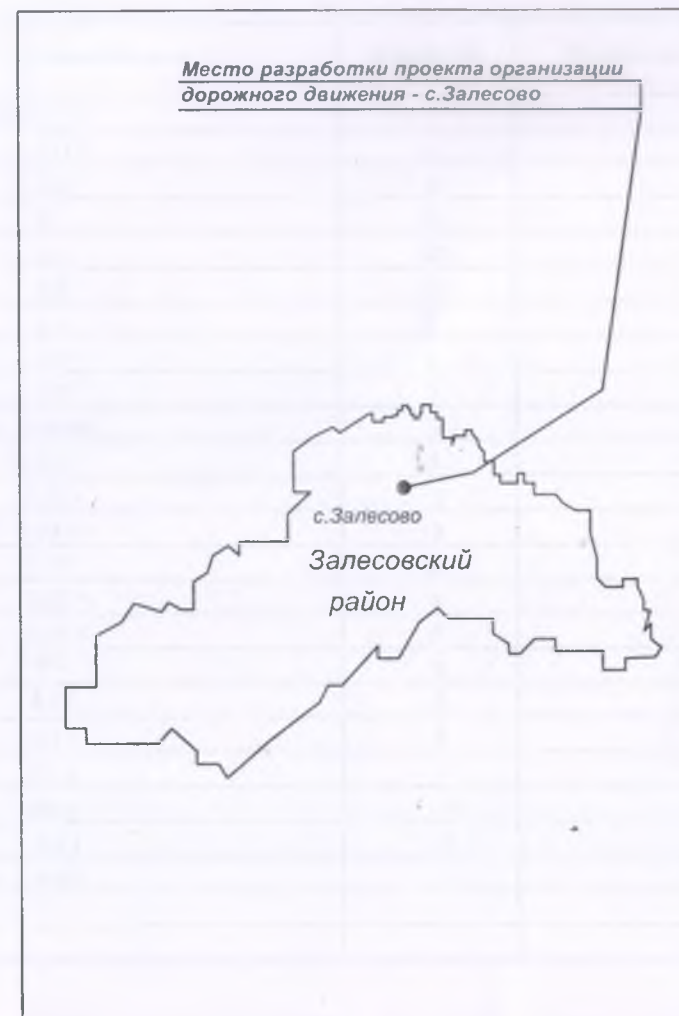 Место разработки проекта организации
дорожного движения - с.Залесово
с.Залесово
Залесовский
район